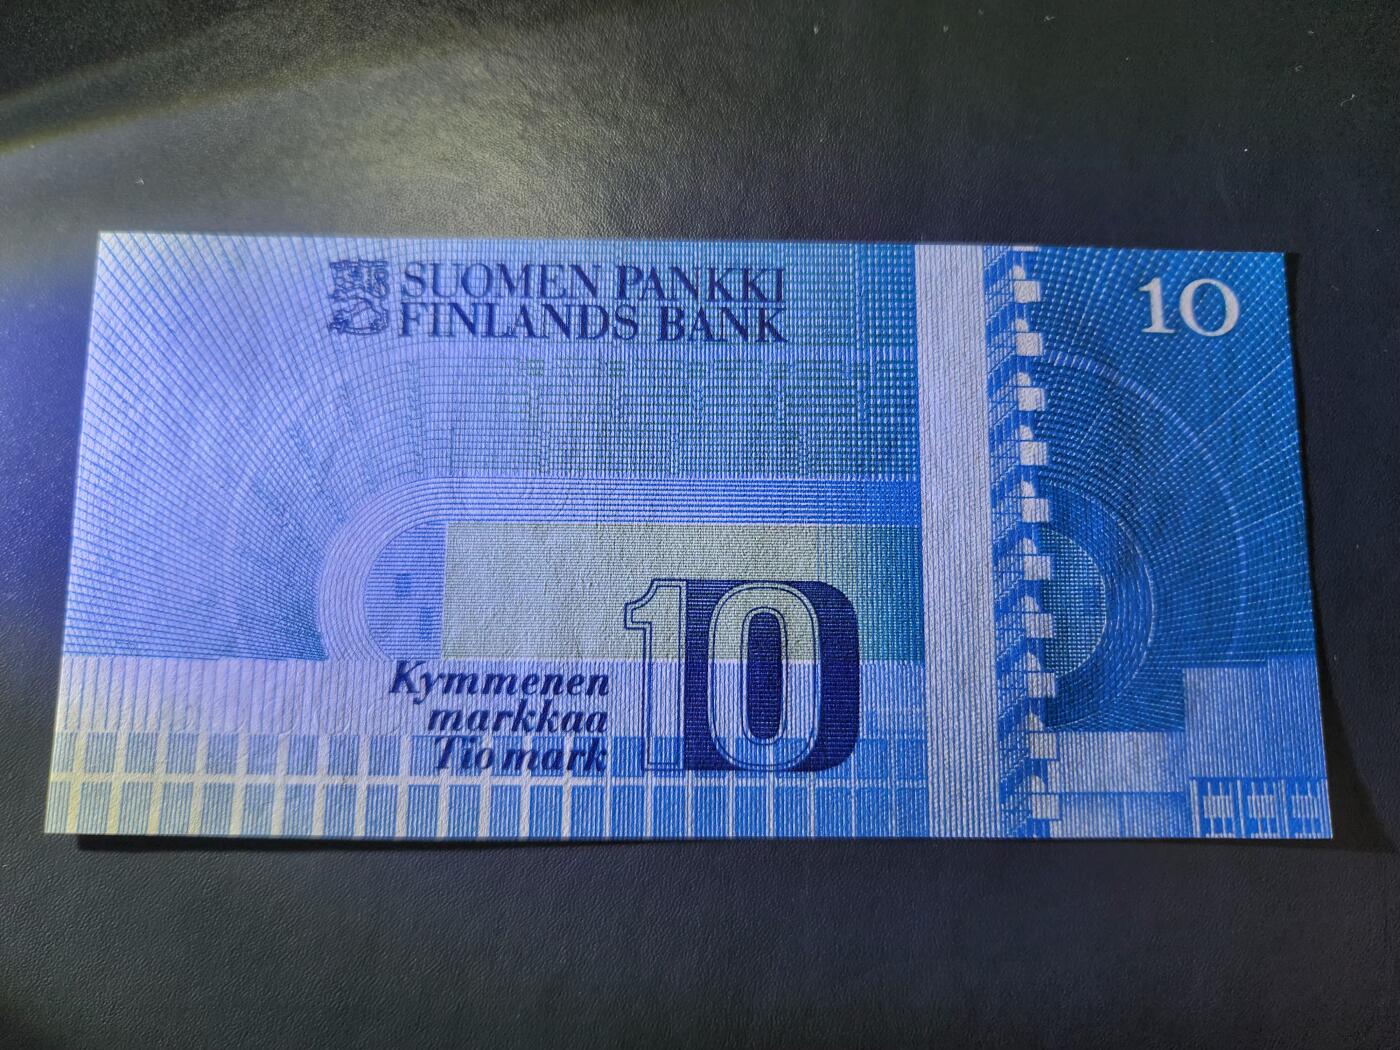 SUOMEN PANKKI
FINLANDS BANK
10
10
Kymmenen
markkaa
Tio mark